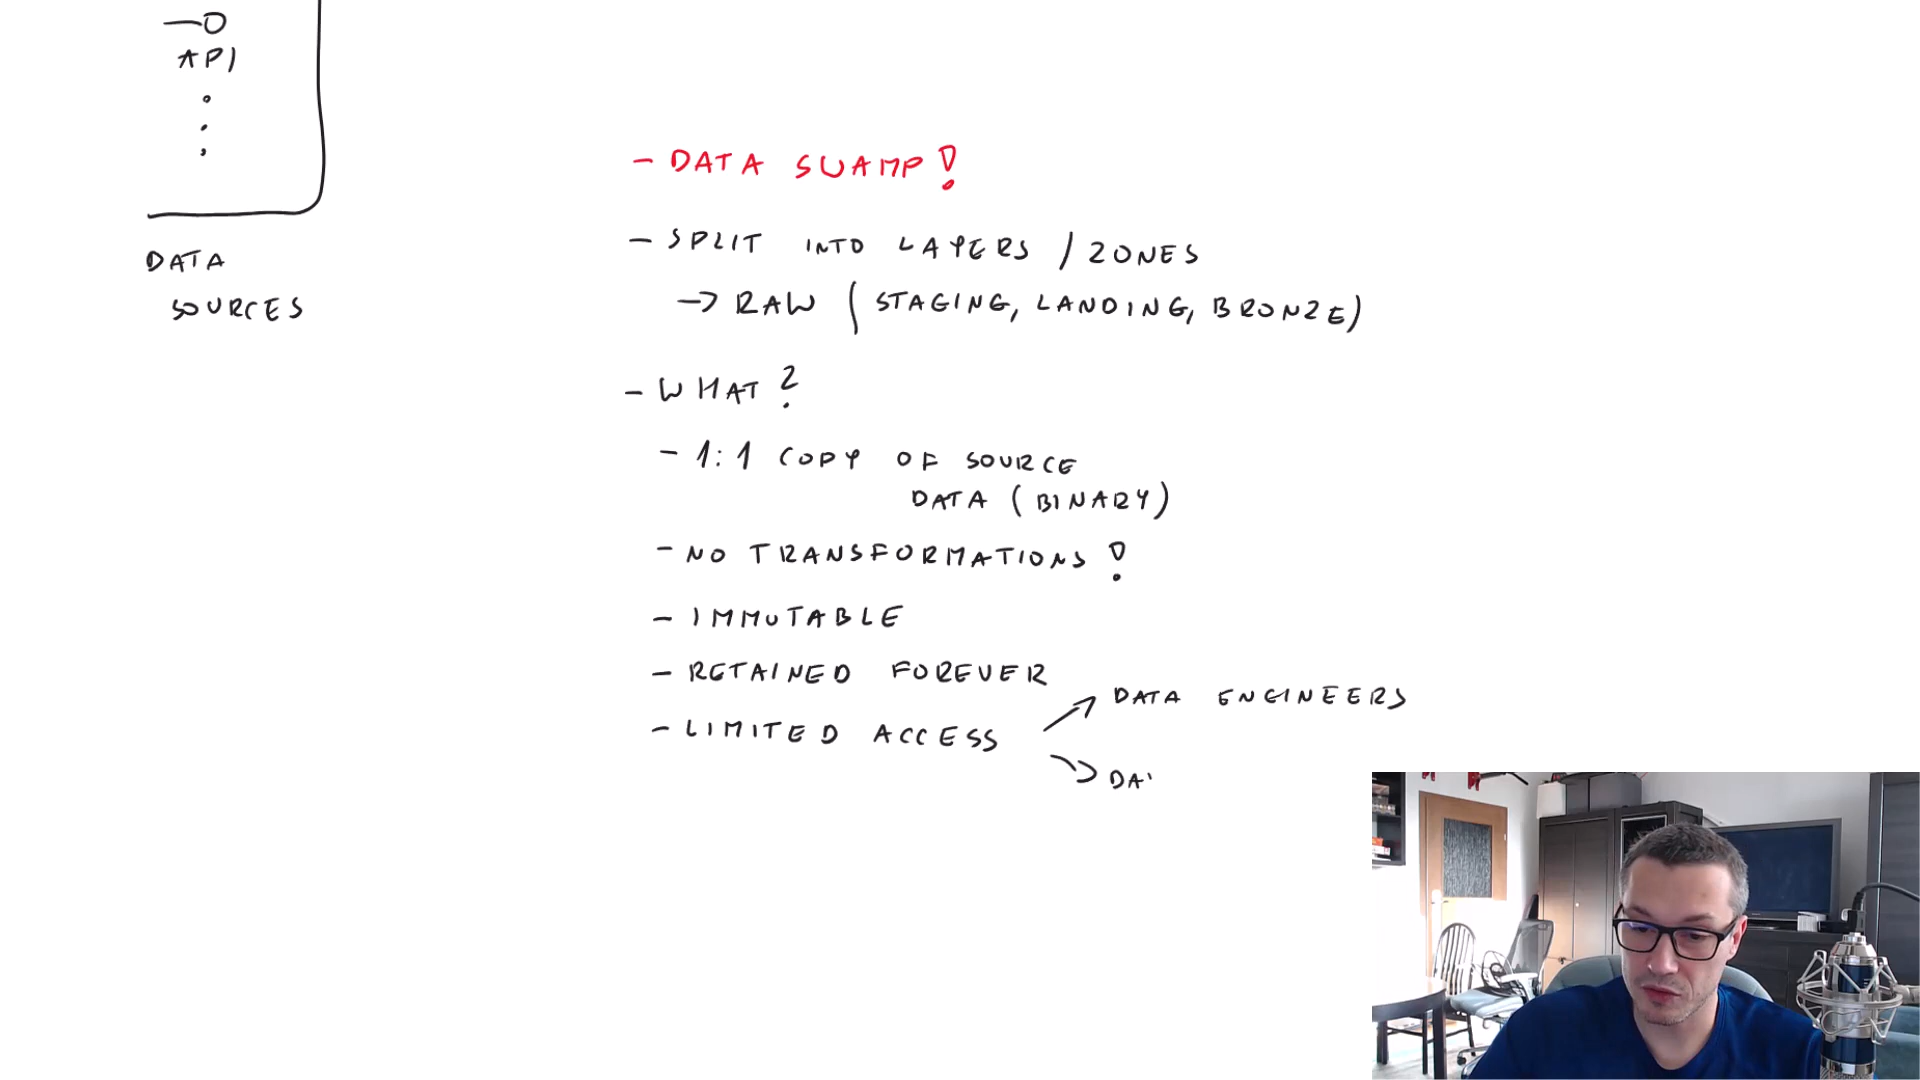 API
DATA
SOURCES
- DATA SWAMP!
- SPLIT INTO LAYERS / ZONES
→ RAW (STAGING, LANDING, BRONZE)
- WHAT?
- 1:1 COPY OF SOURCE
DATA (BINARY)
- NO TRANSFORMATIONS!
- IMMUTABLE
- RETAINED FOREVER
- LIMITED ACCESS → DATA ENGINEERS
→ DA